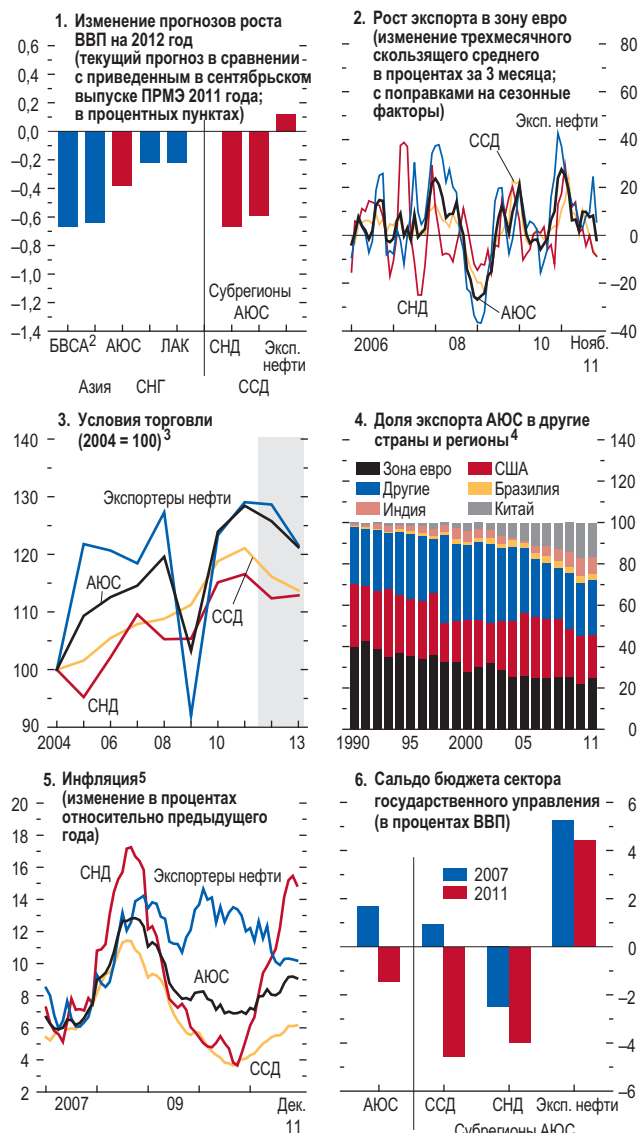 1. Изменение прогнозов роста
ВВП на 2012 год
(текущий прогноз в сравнении
с приведенным в сентябрьском
выпуске ПРМЭ 2011 года;
в процентных пунктах)
0,6
0,4
0,2
0,0
–0,2
–0,4
–0,6
–0,8
–1,0
–1,2
–1,4
Субрегионы
АЮС
БВСА2 АЮС ЛАК СНД Эксп.
нефти
Азия СНГ ССД
2. Рост экспорта в зону евро
(изменение трехмесячного
скользящего среднего
в процентах за 3 месяца;
с поправками на сезонные
факторы)
80
60
40
20
0
–20
–40
Эксп. нефти
ССД
СНД
АЮС
2006 08 10 Нояб.
11
3. Условия торговли
(2004 = 100)3
140
130
120
110
100
90
Экспортеры нефти
АЮС
ССД
СНД
2004 06 08 10 13
4. Доля экспорта АЮС в другие
страны и регионы4
140
120
100
80
60
40
20
0
Зона евро США
Другие Бразилия
Индия Китай
1990 95 2000 05 11
5. Инфляция5
(изменение в процентах
относительно предыдущего
года)
20
18
16
14
12
10
8
6
4
2
СНД
Экспортеры нефти
АЮС
ССД
2007 09 Дек.
11
6. Сальдо бюджета сектора
государственного управления
(в процентах ВВП)
6
4
2
0
–2
–4
–6
2007
2011
АЮС ССД СНД Эксп. нефти
Субрегионы АЮС